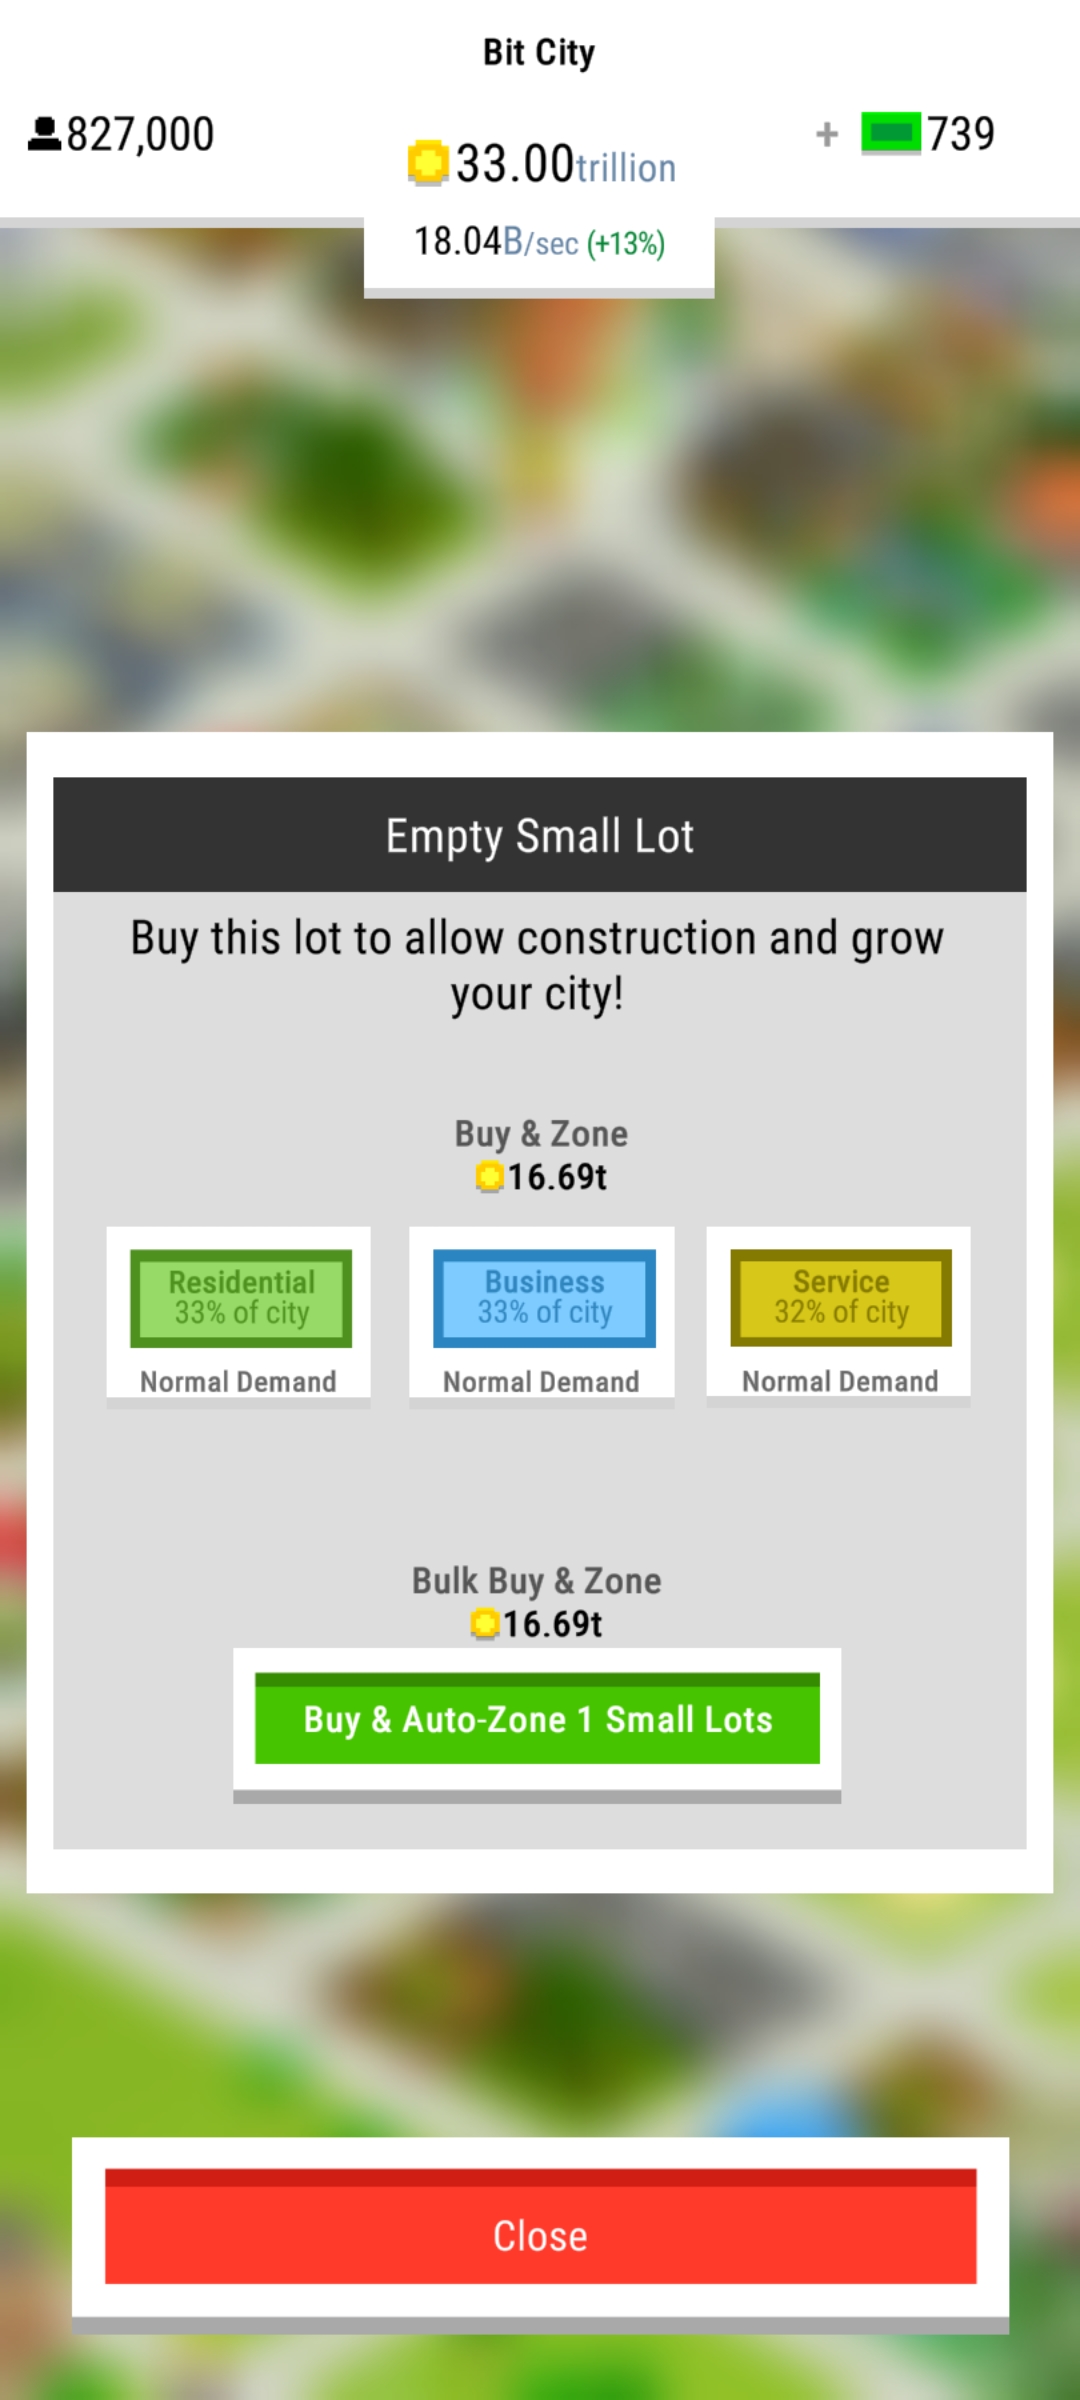 Bit City
827,000
33.00trillion
+ 739
18.04B/sec (+13%)
Empty Small Lot
Buy this lot to allow construction and grow
your city!
Buy & Zone
16.69t
Residential
33% of city
Normal Demand
Business
33% of city
Normal Demand
Service
32% of city
Normal Demand
Bulk Buy & Zone
16.69t
Buy & Auto-Zone 1 Small Lots
Close